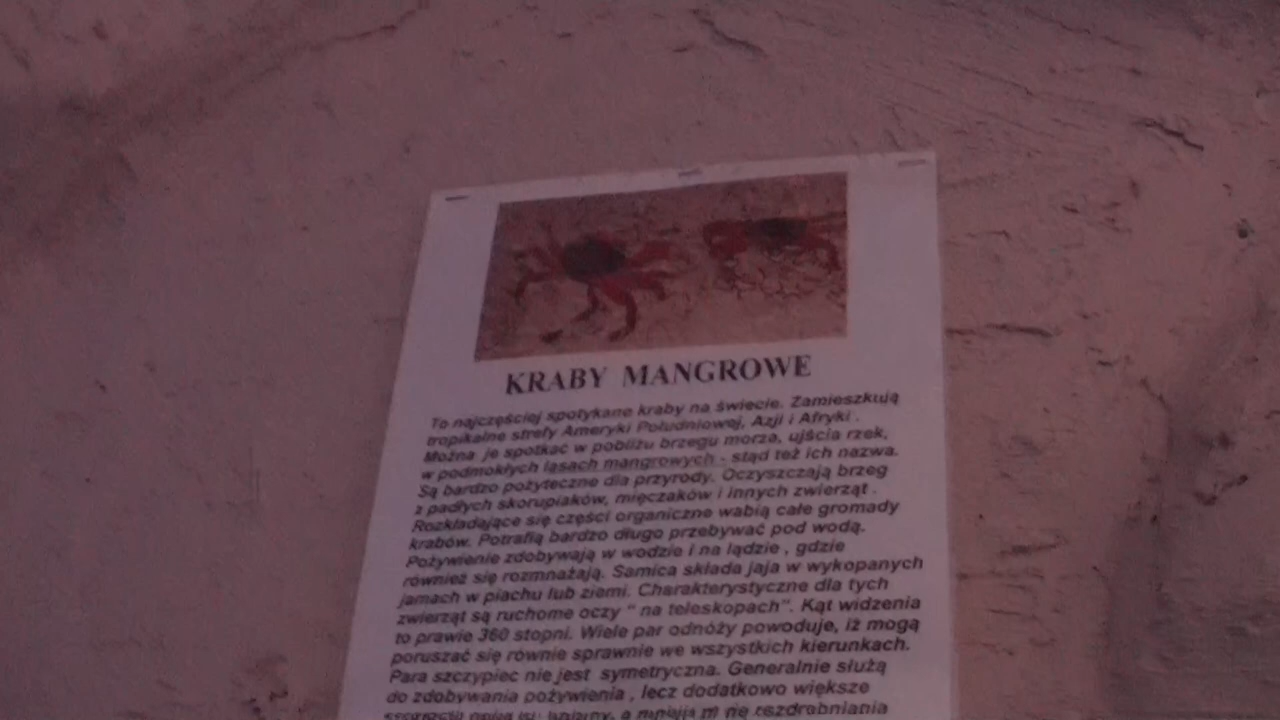 KRABY MANGROWE
To najczęściej spotykane kraby na świecie. Zamieszkują
tropikalne strefy Ameryki Południowej, Azji i Afryki .
Można je spotkać w pobliżu brzegu morza, ujścia rzek,
w podmokłych lasach mangrowych - stąd też ich nazwa.
Są bardzo pożyteczne dla przyrody. Oczyszczają brzeg
z padłych skorupiaków, mięczaków i innych zwierząt .
Rozkładające się części organiczne wabią całe gromady
krabów. Potrafią bardzo długo przebywać pod wodą.
Pożywienie zdobywają w wodzie i na lądzie , gdzie
również się rozmnażają. Samica składa jaja w wykopanych
jamach w piachu lub ziemi. Charakterystyczne dla tych
zwierząt są ruchome oczy " na teleskopach". Kąt widzenia
to prawie 360 stopni. Wiele par odnóży powoduje, iż mogą
poruszać się równie sprawnie we wszystkich kierunkach.
Para szczypiec nie jest symetryczna. Generalnie służą
do zdobywania pożywienia , lecz dodatkowo większe
rozdrabniania